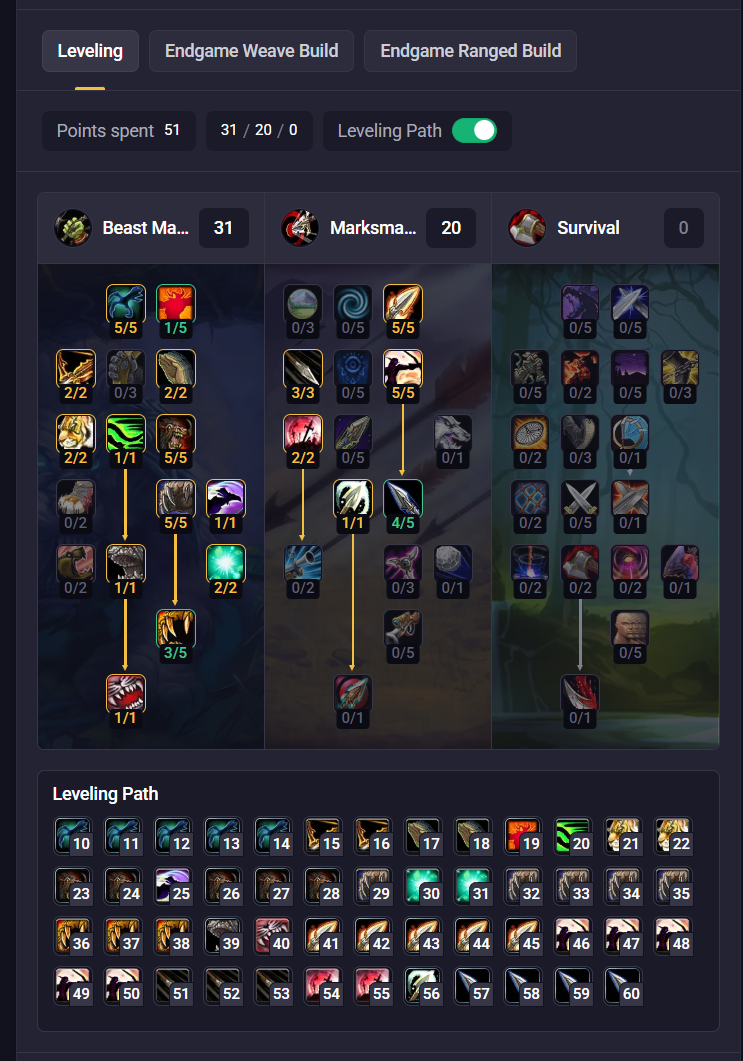 Leveling Endgame Weave Build Endgame Ranged Build
Points spent 51 31 / 20 / 0 Leveling Path
Beast Ma... 31 Marksma... 20 Survival 0
5/5 1/5 0/3 0/5 5/5 0/5 0/5
2/2 0/3 2/2 3/3 0/5 5/5 0/5 0/2 0/5 0/3
2/2 1/1 5/5 2/2 0/5 0/1 0/2 0/3 0/1
0/2 5/5 1/1 1/1 4/5 0/2 0/5 0/1
0/2 1/1 2/2 0/2 0/3 0/1 0/2 0/2 0/2 0/1
3/5 0/5 0/5
1/1 0/1 0/1
Leveling Path
10 11 12 13 14 15 16 17 18 19 20 21 22
23 24 25 26 27 28 29 30 31 32 33 34 35
36 37 38 39 40 41 42 43 44 45 46 47 48
49 50 51 52 53 54 55 56 57 58 59 60